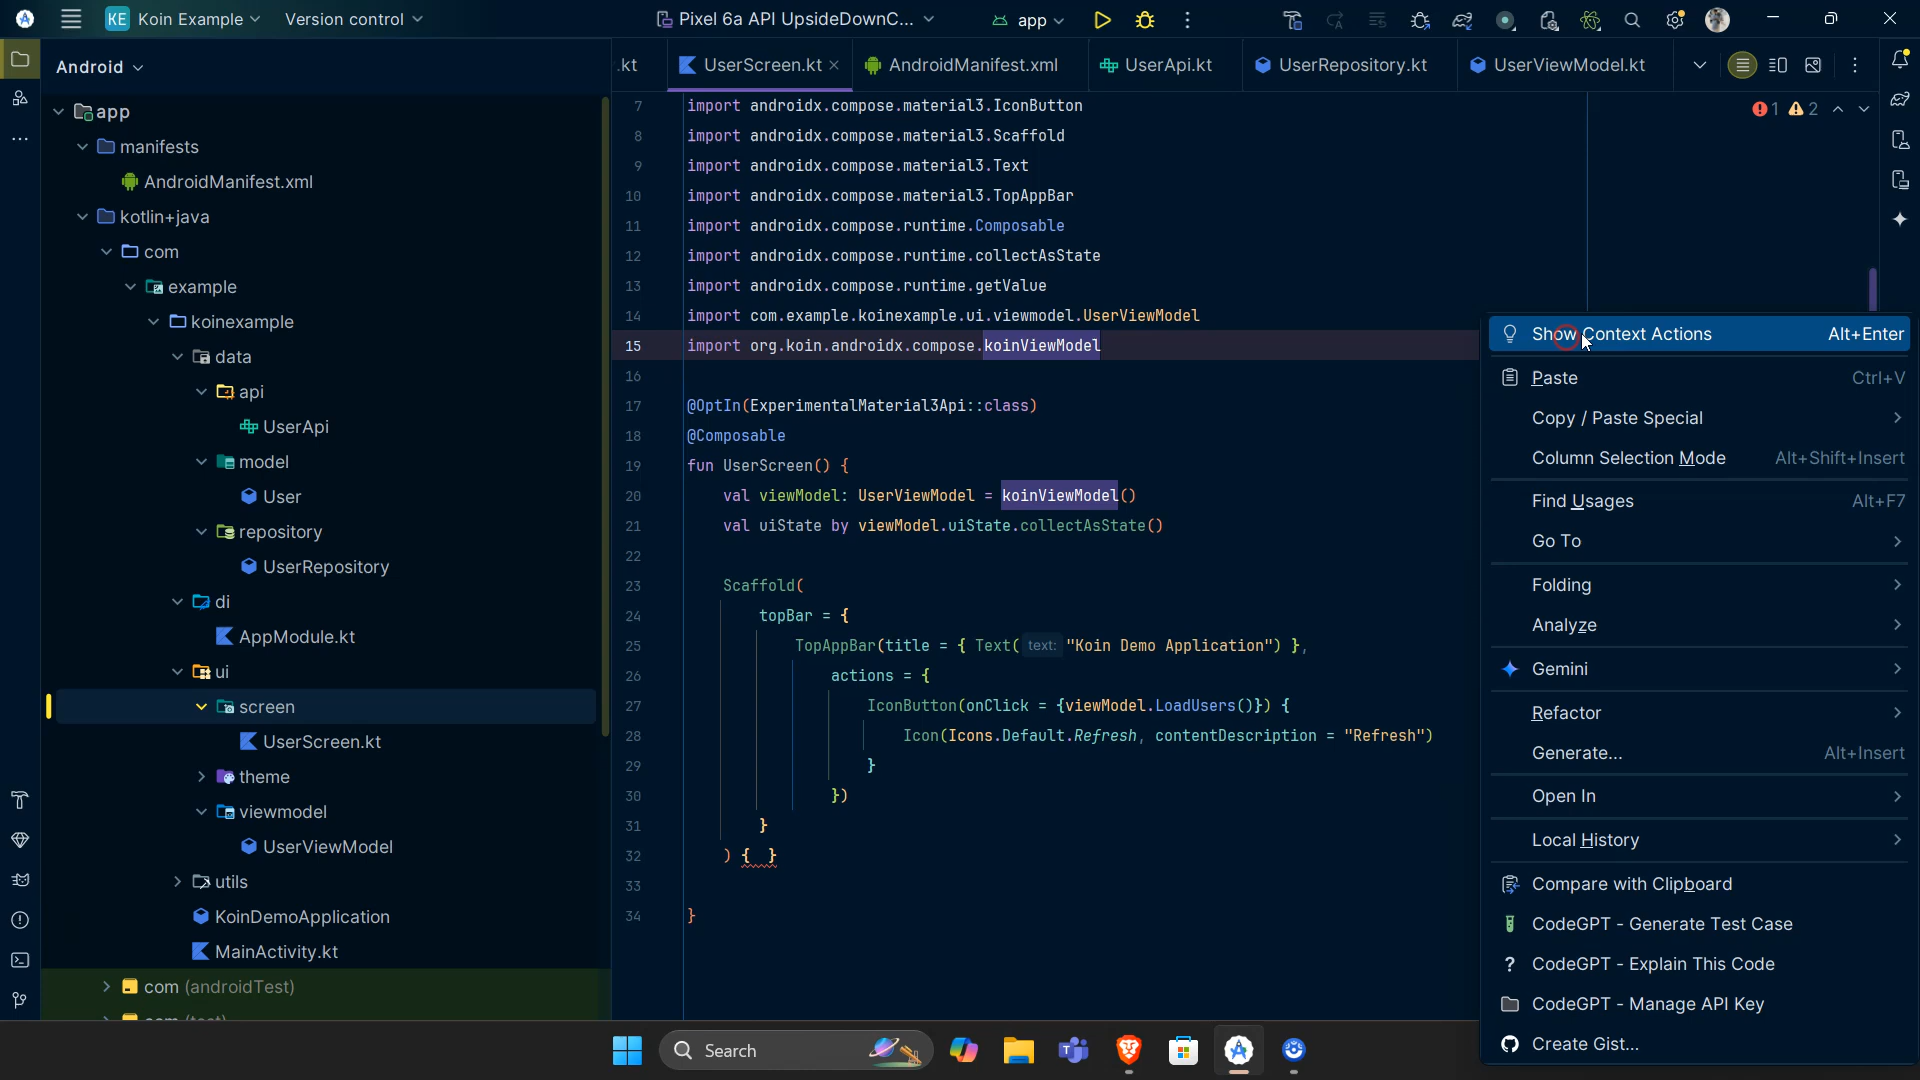 KE Koin Example
Version control
Pixel 6a API UpsideDownC...
app
Android
.kt
UserScreen.kt
AndroidManifest.xml
UserApi.kt
UserRepository.kt
UserViewModel.kt
app
manifests
AndroidManifest.xml
kotlin+java
com
example
koinexample
data
api
UserApi
model
User
repository
UserRepository
di
AppModule.kt
ui
screen
UserScreen.kt
theme
viewmodel
UserViewModel
utils
KoinDemoApplication
MainActivity.kt
com (androidTest)
com (test)
1 2
7 import androidx.compose.material3.IconButton
8 import androidx.compose.material3.Scaffold
9 import androidx.compose.material3.Text
10 import androidx.compose.material3.TopAppBar
11 import androidx.compose.runtime.Composable
12 import androidx.compose.runtime.collectAsState
13 import androidx.compose.runtime.getValue
14 import com.example.koinexample.ui.viewmodel.UserViewModel
15 import org.koin.androidx.compose.koinViewModel
16
17 @OptIn(ExperimentalMaterial3Api::class)
18 @Composable
19 fun UserScreen() {
20 val viewModel: UserViewModel = koinViewModel()
21 val uiState by viewModel.uiState.collectAsState()
22
23 Scaffold(
24 topBar = {
25 TopAppBar(title = { Text( text: "Koin Demo Application") },
26 actions = {
27 IconButton(onClick = {viewModel.LoadUsers()}) {
28 Icon(Icons.Default.Refresh, contentDescription = "Refresh")
29 }
30 })
31 }
32 ) { }
33
34 }
Show Context Actions Alt+Enter
Paste Ctrl+V
Copy / Paste Special
Column Selection Mode Alt+Shift+Insert
Find Usages Alt+F7
Go To
Folding
Analyze
Gemini
Refactor
Generate... Alt+Insert
Open In
Local History
Compare with Clipboard
CodeGPT - Generate Test Case
CodeGPT - Explain This Code
CodeGPT - Manage API Key
Create Gist...
Search